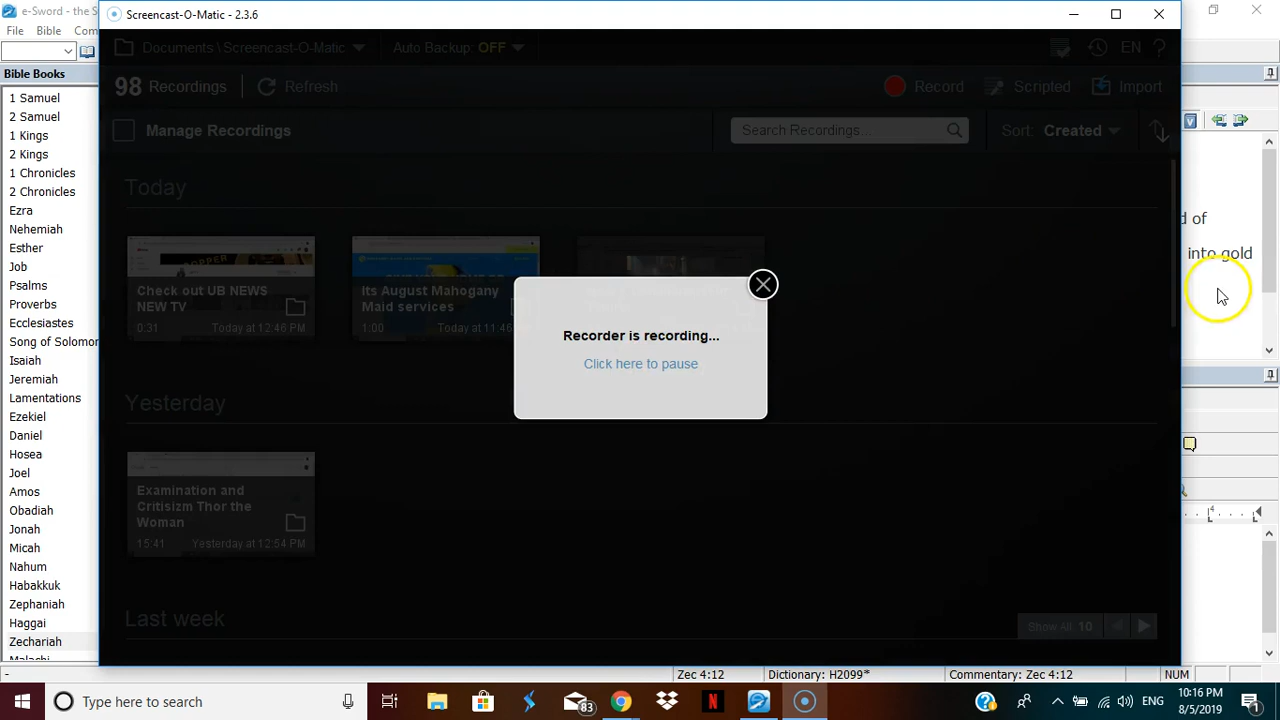 e-Sword - the S
Screencast-O-Matic - 2.3.6
File Bible
Documents \ Screencast-O-Matic
Auto Backup: OFF
EN ?
98 Recordings
Refresh
Record
Scripted
Import
Manage Recordings
Search Recordings...
Sort: Created
Bible Books
1 Samuel
2 Samuel
1 Kings
2 Kings
1 Chronicles
2 Chronicles
Ezra
Nehemiah
Esther
Job
Psalms
Proverbs
Ecclesiastes
Song of Solomon
Isaiah
Jeremiah
Lamentations
Ezekiel
Daniel
Hosea
Joel
Amos
Obadiah
Jonah
Micah
Nahum
Habakkuk
Zephaniah
Haggai
Zechariah
Malachi
Today
Check out UB NEWS
NEW TV
0:31 Today at 12:46 PM
Its August Mahogany
Maid services
1:00 Today at 11:46
Recorder is recording...
Click here to pause
Yesterday
Examination and
Critisizm Thor the
Woman
15:41 Yesterday at 12:54 PM
Last week
Show All: 10
d of
into gold
4
-
Zec 4:12
Dictionary: H2099*
Commentary: Zec 4:12
NUM
Type here to search
83
N
ENG
10:16 PM
8/5/2019
1